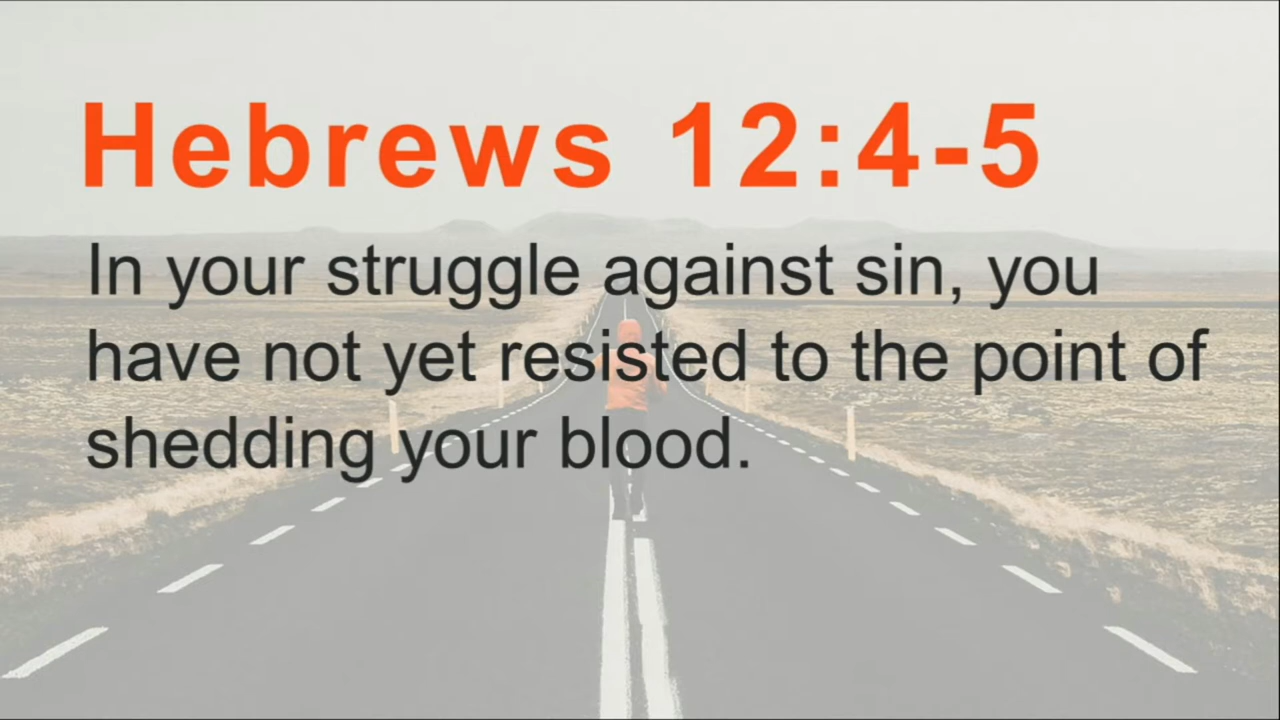 Hebrews 12:4-5
In your struggle against sin, you
have not yet resisted to the point of
shedding your blood.